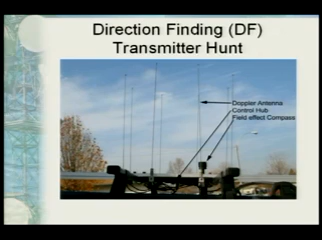 Direction Finding (DF)
Transmitter Hunt
Doppler Antenna
Control Hub
Field effect Compass